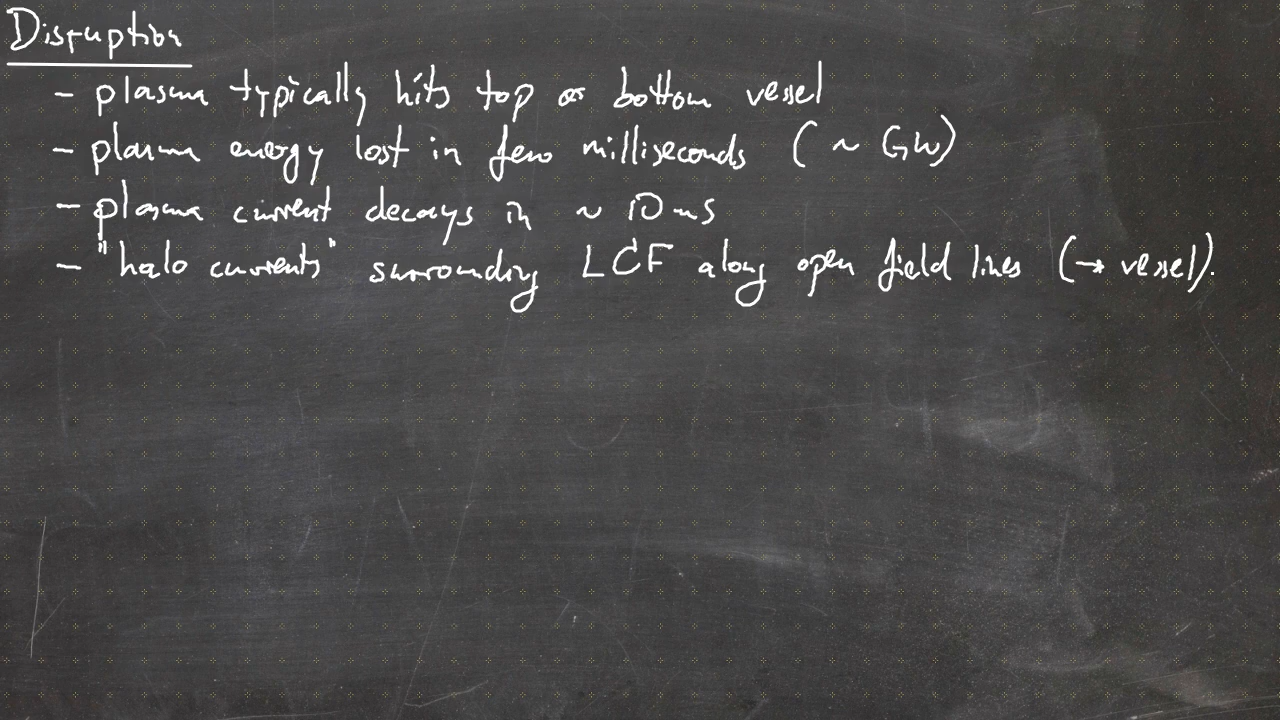 Disruption
- plasma typically hits top or bottom vessel
- plasma energy lost in few milliseconds (~ GW)
- plasma current decays in ~ 10 ms
- "halo currents" surrounding LCF along open field lines (→ vessel).